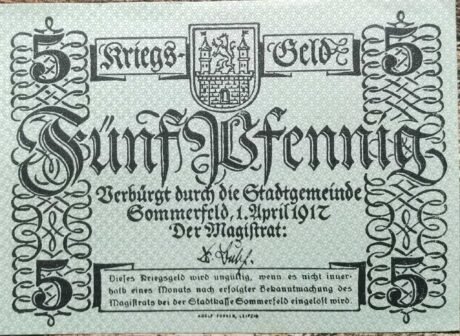 5 Kriegs- Geld 5
Fünf Pfennig
Verbürgt durch die Stadtgemeinde
Sommerfeld, 1. April 1917
Der Magistrat:
5 5
Dieses Kriegsgeld wird ungültig, wenn es nicht inner-
halb eines Monats nach erfolgter Bekanntmachung des
Magistrats bei der Stadtkasse Sommerfeld eingelöst wird.
LEIPZIG